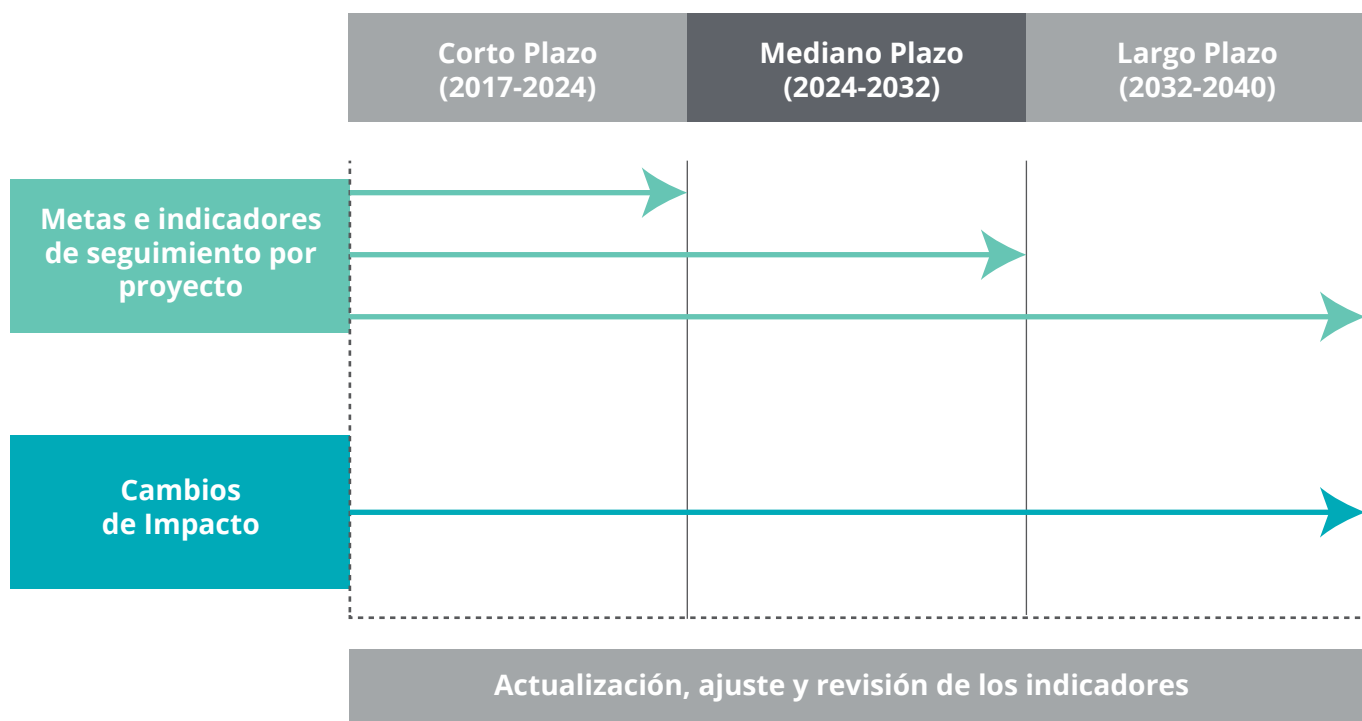 Corto Plazo
(2017-2024)
Mediano Plazo
(2024-2032)
Largo Plazo
(2032-2040)
Metas e indicadores
de seguimiento por
proyecto
Cambios
de Impacto
Actualización, ajuste y revisión de los indicadores